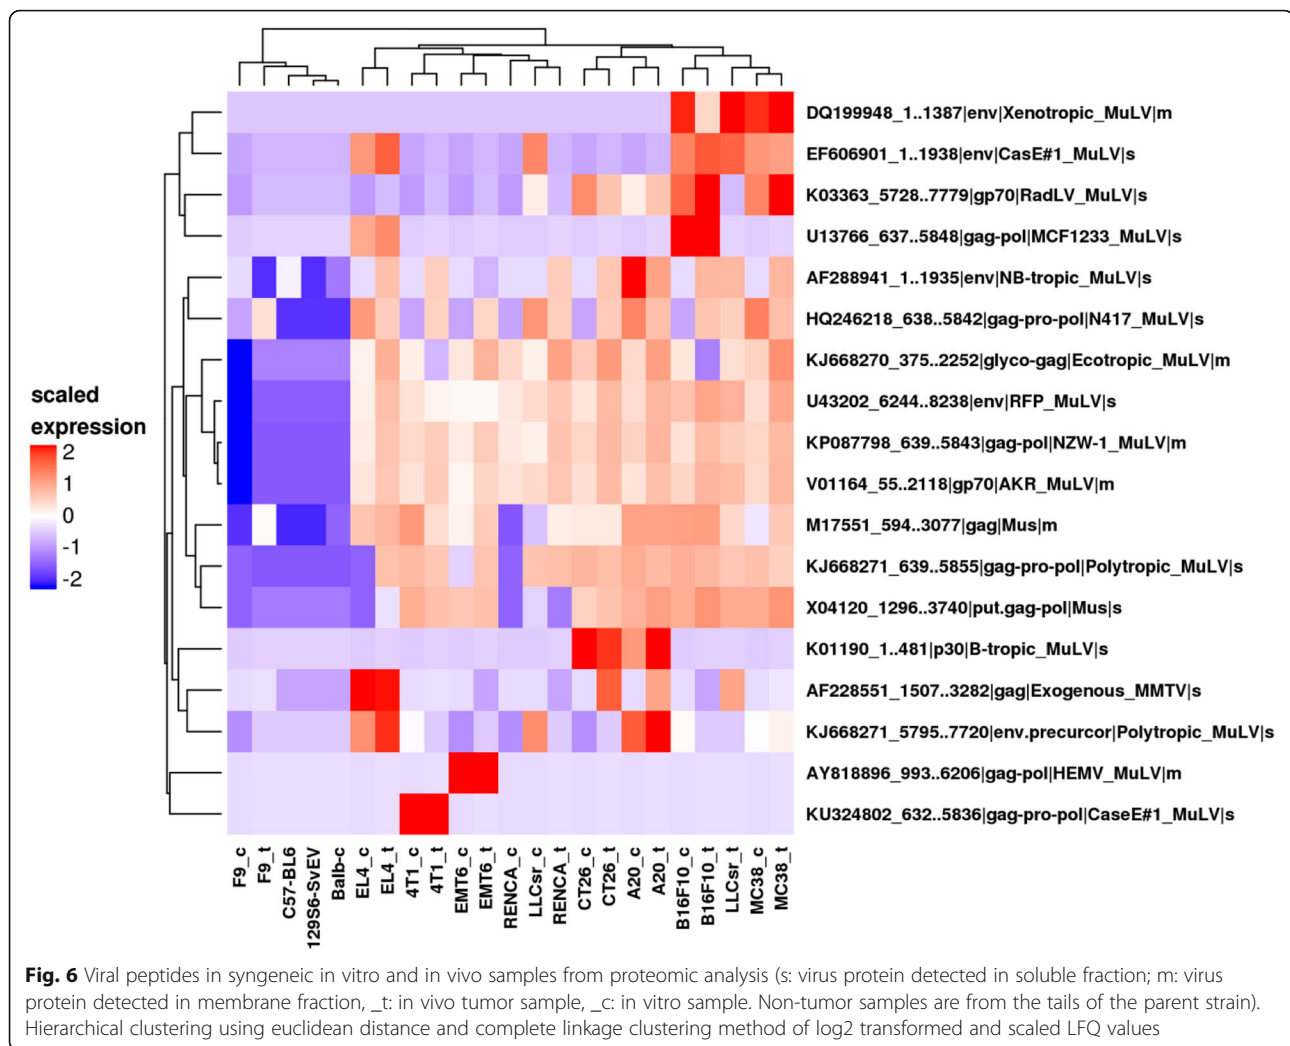 DQ199948_1..1387|env|Xenotropic_MuLV|m
EF606901_1..1938|env|CasE#1_MuLV|s
K03363_5728..7779|gp70|RadLV_MuLV|s
U13766_637..5848|gag-pol|MCF1233_MuLV|s
AF288941_1..1935|env|NB-tropic_MuLV|s
HQ246218_638..5842|gag-pro-pol|N417_MuLV|s
KJ668270_375..2252|glyco-gag|Ecotropic_MuLV|m
U43202_6244..8238|env|RFP_MuLV|s
KP087798_639..5843|gag-pol|NZW-1_MuLV|m
V01164_55..2118|gp70|AKR_MuLV|m
M17551_594..3077|gag|Mus|m
KJ668271_639..5855|gag-pro-pol|Polytropic_MuLV|s
X04120_1296..3740|put.gag-pol|Mus|s
K01190_1..481|p30|B-tropic_MuLV|s
AF228551_1507..3282|gag|Exogenous_MMTV|s
KJ668271_5795..7720|env.precurcor|Polytropic_MuLV|s
AY818896_993..6206|gag-pol|HEMV_MuLV|m
KU324802_632..5836|gag-pro-pol|CaseE#1_MuLV|s
scaled
expression
2
1
0
-1
-2
F9_c
F9_t
C57-BL6
129S6-SvEV
Balb-c
EL4_c
EL4_t
4T1_c
4T1_t
EMT6_c
EMT6_t
RENCA_c
LLCsr_c
RENCA_t
CT26_c
CT26_t
A20_c
A20_t
B16F10_c
B16F10_t
LLCsr_t
MC38_c
MC38_t
Fig. 6 Viral peptides in syngeneic in vitro and in vivo samples from proteomic analysis (s: virus protein detected in soluble fraction; m: virus
protein detected in membrane fraction, _t: in vivo tumor sample, _c: in vitro sample. Non-tumor samples are from the tails of the parent strain).
Hierarchical clustering using euclidean distance and complete linkage clustering method of log2 transformed and scaled LFQ values